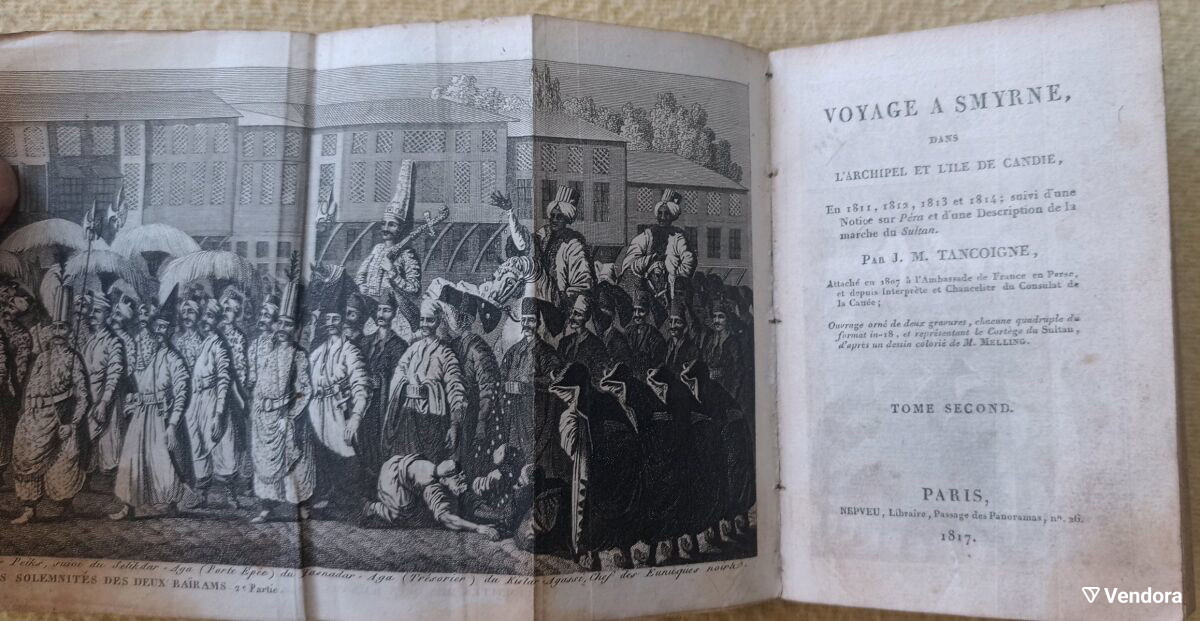 Peiks, suivi du Selikdar-Aga (Porte Epée) du Hasnadar-Aga (Trésorier) du Kislar-Agassi, Chef des Eunuques noirs.
S SOLEMNITÉS DES DEUX BAÏRAMS 2e Partie.
VOYAGE A SMYRNE,
DANS
L'ARCHIPEL ET L'ILE DE CANDIE,
En 1811, 1812, 1813 et 1814; suivi d'une
Notice sur Péra et d'une Description de la
marche du Sultan.
PAR J. M. TANCOIGNE,
Attaché en 1807 à l'Ambassade de France en Perse,
et depuis Interprète et Chancelier du Consulat de
la Canée;
Ouvrage orné de deux gravures, chacune quadruple du
format in-18, et représentant le Cortège du Sultan,
d'après un dessin colorié de M. MELLING.
TOME SECOND.
PARIS,
NEPVEU, Libraire, Passage des Panoramas, no. 26.
1817.
Vendora